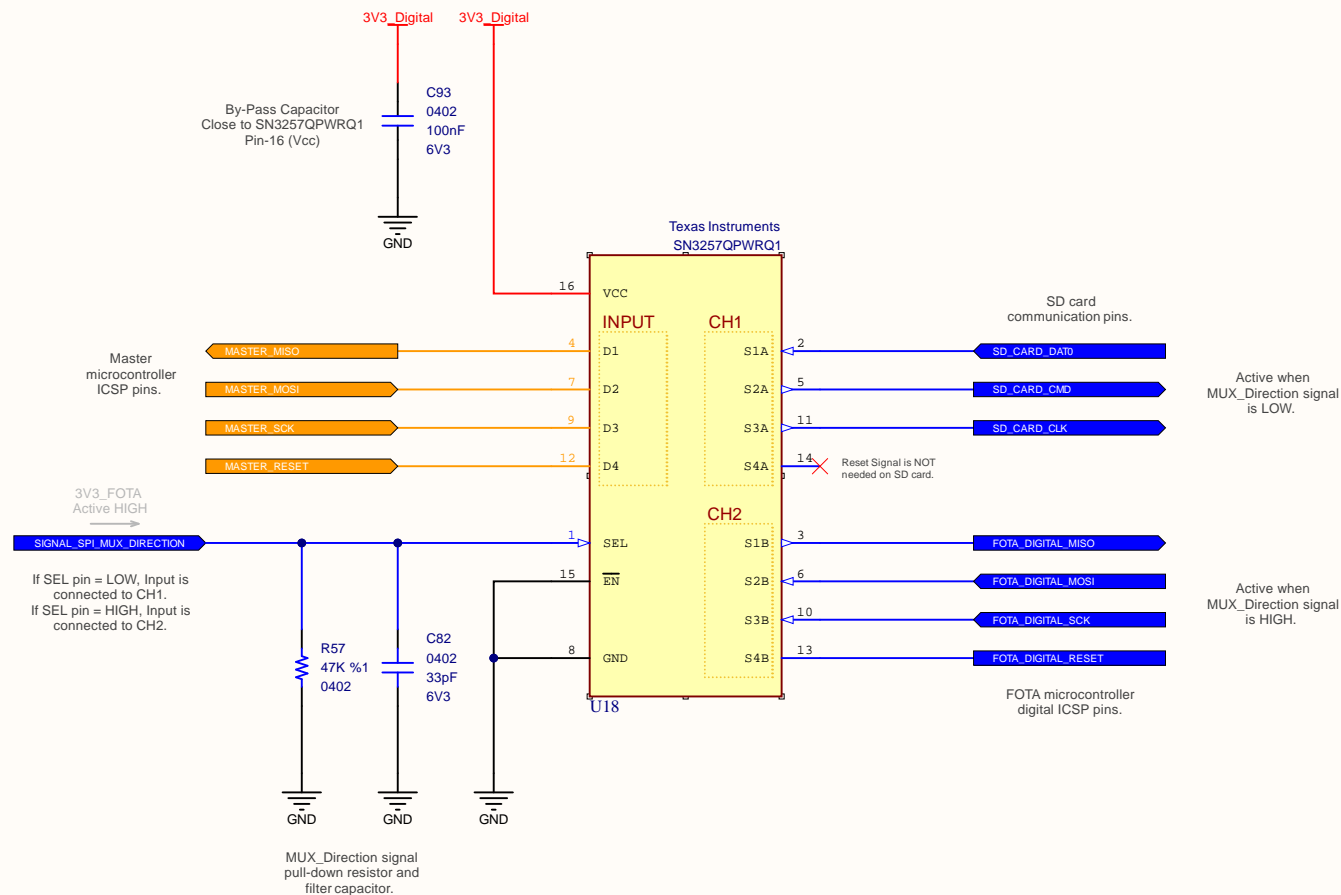 3V3_Digital
3V3_Digital
By-Pass Capacitor
Close to SN3257QPWRQ1
Pin-16 (Vcc)
C93
0402
100nF
6V3
GND
Texas Instruments
SN3257QPWRQ1
16
VCC
INPUT
CH1
SD card
communication pins.
Master
microcontroller
ICSP pins.
MASTER_MISO
4
D1
S1A
2
SD_CARD_DAT0
MASTER_MOSI
7
D2
S2A
5
SD_CARD_CMD
MASTER_SCK
9
D3
S3A
11
SD_CARD_CLK
MASTER_RESET
12
D4
S4A
14
Reset Signal is NOT
needed on SD card.
Active when
MUX_Direction signal
is LOW.
3V3_FOTA
Active HIGH
SIGNAL_SPI_MUX_DIRECTION
1
SEL
If SEL pin = LOW, Input is
connected to CH1.
If SEL pin = HIGH, Input is
connected to CH2.
15
EN
8
GND
CH2
S1B
3
FOTA_DIGITAL_MISO
S2B
6
FOTA_DIGITAL_MOSI
S3B
10
FOTA_DIGITAL_SCK
S4B
13
FOTA_DIGITAL_RESET
Active when
MUX_Direction signal
is HIGH.
FOTA microcontroller
digital ICSP pins.
U18
R57
47K %1
0402
C82
0402
33pF
6V3
GND
GND
GND
MUX_Direction signal
pull-down resistor and
filter capacitor.